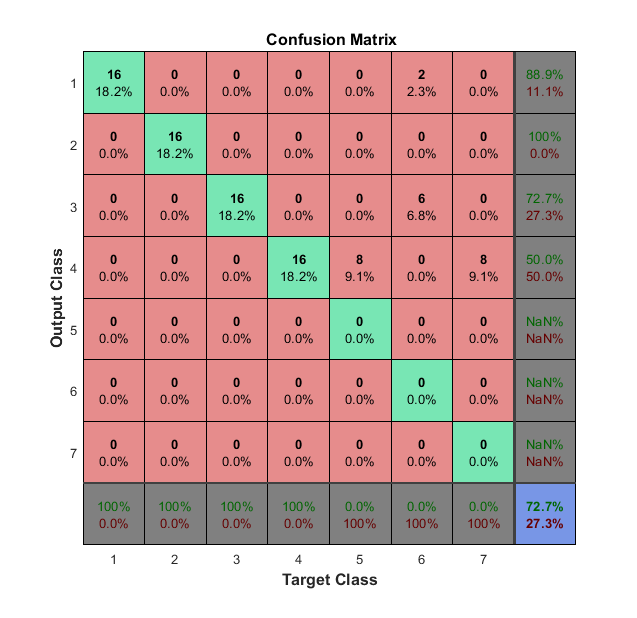 Confusion Matrix
1 16 0 0 0 0 2 0 88.9%
18.2% 0.0% 0.0% 0.0% 0.0% 2.3% 0.0% 11.1%
2 0 16 0 0 0 0 0 100%
0.0% 18.2% 0.0% 0.0% 0.0% 0.0% 0.0% 0.0%
3 0 0 16 0 0 6 0 72.7%
0.0% 0.0% 18.2% 0.0% 0.0% 6.8% 0.0% 27.3%
4 0 0 0 16 8 0 8 50.0%
0.0% 0.0% 0.0% 18.2% 9.1% 0.0% 9.1% 50.0%
5 0 0 0 0 0 0 0 NaN%
0.0% 0.0% 0.0% 0.0% 0.0% 0.0% 0.0% NaN%
6 0 0 0 0 0 0 0 NaN%
0.0% 0.0% 0.0% 0.0% 0.0% 0.0% 0.0% NaN%
7 0 0 0 0 0 0 0 NaN%
0.0% 0.0% 0.0% 0.0% 0.0% 0.0% 0.0% NaN%
100% 100% 100% 100% 0.0% 0.0% 0.0% 72.7%
0.0% 0.0% 0.0% 0.0% 100% 100% 100% 27.3%
1 2 3 4 5 6 7
Target Class
Output Class